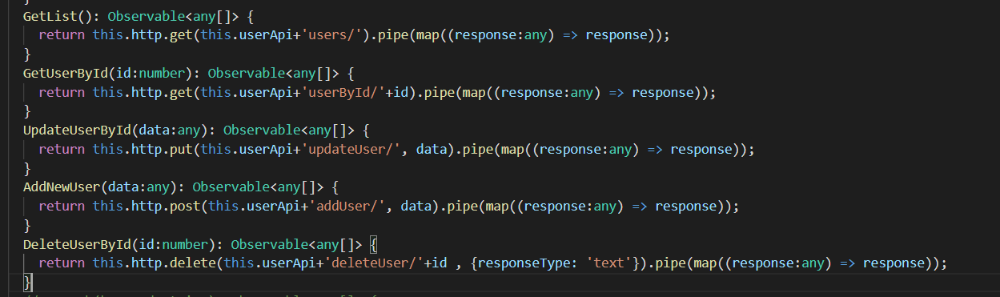 }
GetList(): Observable<any[]> {
return this.http.get(this.userApi+'users/').pipe(map((response:any) => response));
}
GetUserById(id:number): Observable<any[]> {
return this.http.get(this.userApi+'userById/'+id).pipe(map((response:any) => response));
}
UpdateUserById(data:any): Observable<any[]> {
return this.http.put(this.userApi+'updateUser/', data).pipe(map((response:any) => response));
}
AddNewUser(data:any): Observable<any[]> {
return this.http.post(this.userApi+'addUser/', data).pipe(map((response:any) => response));
}
DeleteUserById(id:number): Observable<any[]> {
return this.http.delete(this.userApi+'deleteUser/'+id , {responseType: 'text'}).pipe(map((response:any) => response));
}